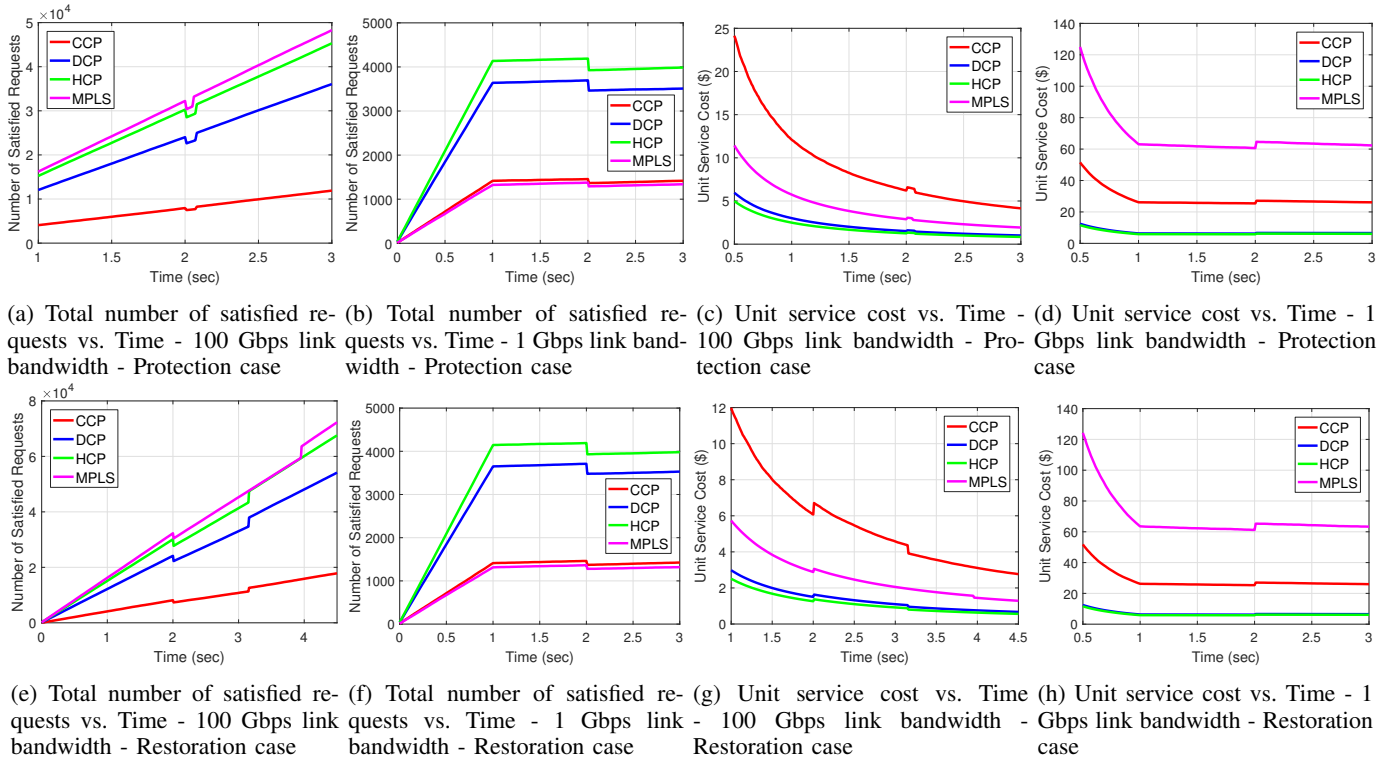 ×10^4
Number of Satisfied Requests
5
4
3
2
1
0
CCP
DCP
HCP
MPLS
1
1.5
2
2.5
3
Time (sec)
Number of Satisfied Requests
5000
4000
3000
2000
1000
0
CCP
DCP
HCP
MPLS
0
0.5
1
1.5
2
2.5
3
Time (sec)
Unit Service Cost ($)
25
20
15
10
5
0
CCP
DCP
HCP
MPLS
0.5
1
1.5
2
2.5
3
Time (sec)
Unit Service Cost ($)
140
120
100
80
60
40
20
0
CCP
DCP
HCP
MPLS
0.5
1
1.5
2
2.5
3
Time (sec)
(a) Total number of satisfied re-
quests vs. Time - 100 Gbps link
bandwidth - Protection case
(b) Total number of satisfied re-
quests vs. Time - 1 Gbps link band-
width - Protection case
(c) Unit service cost vs. Time -
100 Gbps link bandwidth - Pro-
tection case
(d) Unit service cost vs. Time - 1
Gbps link bandwidth - Protection
case
×10^4
Number of Satisfied Requests
8
6
4
2
0
CCP
DCP
HCP
MPLS
0
1
2
3
4
Time (sec)
Number of Satisfied Requests
5000
4000
3000
2000
1000
0
CCP
DCP
HCP
MPLS
0
0.5
1
1.5
2
2.5
3
Time (sec)
Unit Service Cost ($)
12
10
8
6
4
2
0
CCP
DCP
HCP
MPLS
1
1.5
2
2.5
3
3.5
4
4.5
Time (sec)
Unit Service Cost ($)
140
120
100
80
60
40
20
0
CCP
DCP
HCP
MPLS
0.5
1
1.5
2
2.5
3
Time (sec)
(e) Total number of satisfied re-
quests vs. Time - 100 Gbps link
bandwidth - Restoration case
(f) Total number of satisfied re-
quests vs. Time - 1 Gbps link
bandwidth - Restoration case
(g) Unit service cost vs. Time
- 100 Gbps link bandwidth -
Restoration case
(h) Unit service cost vs. Time - 1
Gbps link bandwidth - Restoration
case